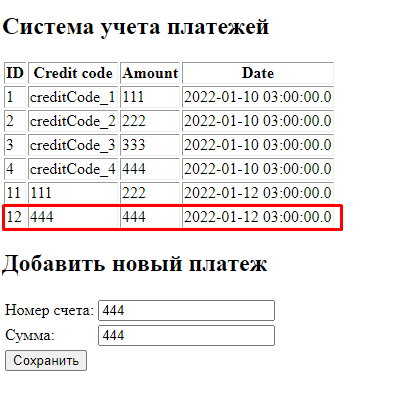 Система учета платежей
ID Credit code Amount Date
1 creditCode_1 111 2022-01-10 03:00:00.0
2 creditCode_2 222 2022-01-10 03:00:00.0
3 creditCode_3 333 2022-01-10 03:00:00.0
4 creditCode_4 444 2022-01-10 03:00:00.0
11 111 222 2022-01-12 03:00:00.0
12 444 444 2022-01-12 03:00:00.0
Добавить новый платеж
Номер счета: 444
Сумма: 444
Сохранить